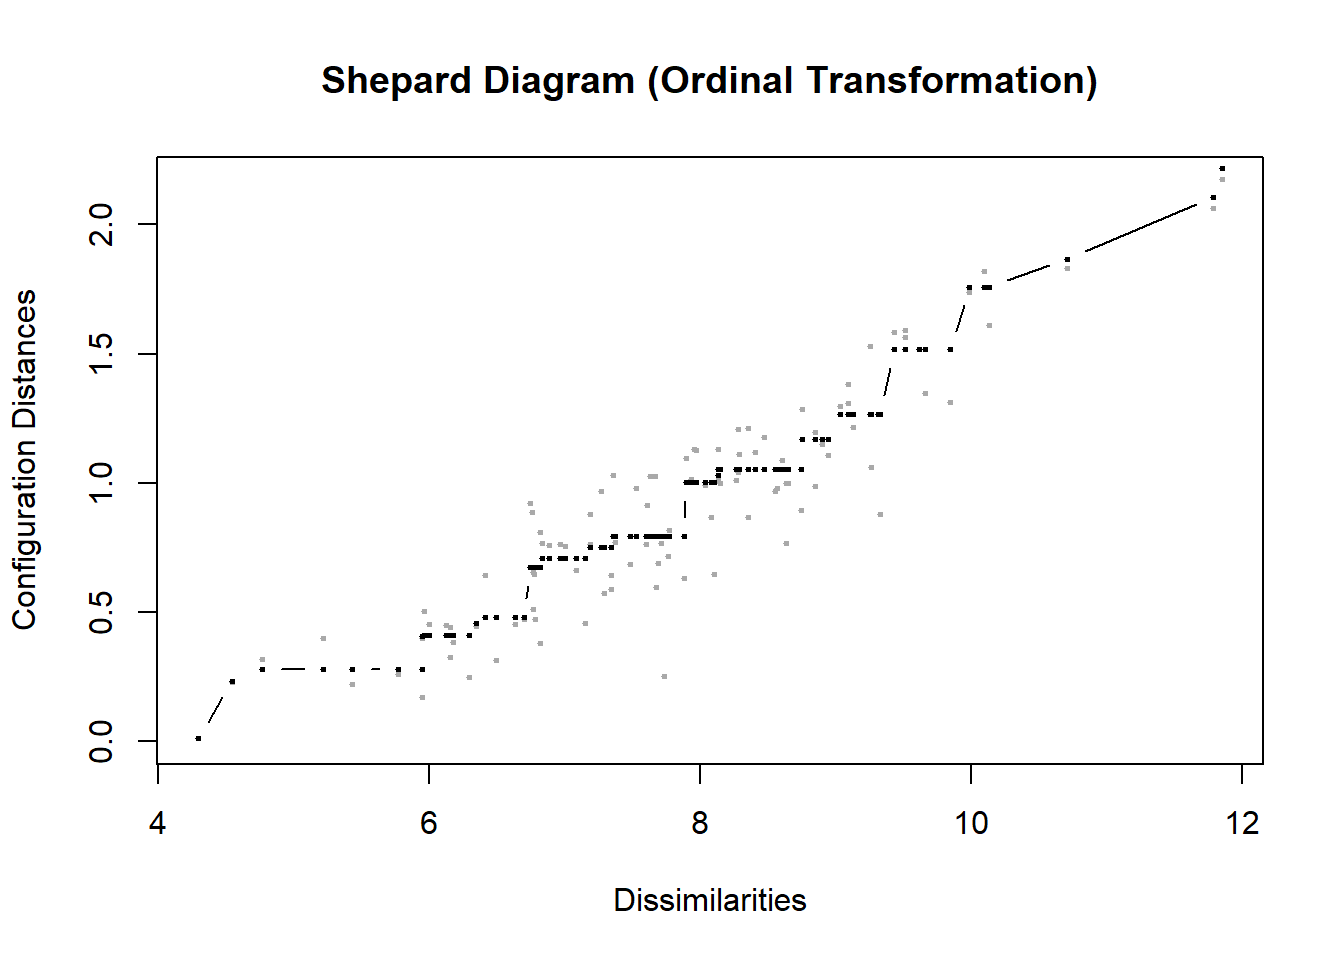 Shepard Diagram (Ordinal Transformation)
Configuration Distances
2.0
1.5
1.0
0.5
0.0
4 6 8 10 12
Dissimilarities